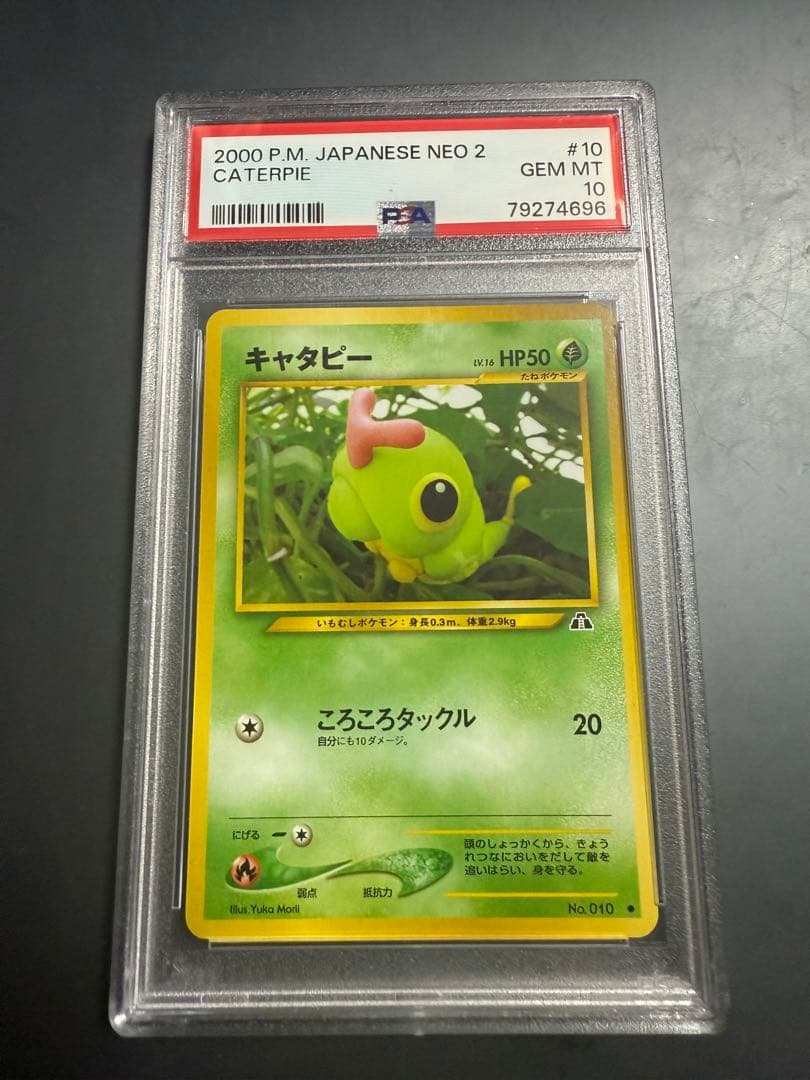 2000 P.M. JAPANESE NEO 2 #10
CATERPIE GEM MT
10
PSA 79274696
キャタピー LV.16 HP50
たねポケモン
いもむしポケモン：身長0.3m、体重2.9kg
ころころタックル 20
自分にも10ダメージ。
にげる
頭のしょっかくから、きょう
れつなにおいをだして敵を
追いはらい、身を守る。
弱点 抵抗力
Illus. Yuka Morii No. 010